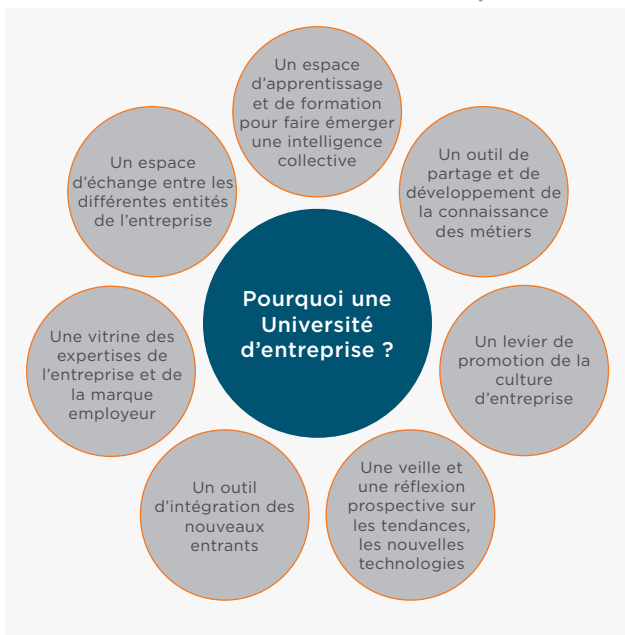 Un espace
d'apprentissage
et de formation
pour faire émerger
une intelligence
collective
Un outil de
partage et de
développement de
la connaissance
des métiers
Un levier de
promotion de la
culture
d'entreprise
Une veille et
une réflexion
prospective sur
les tendances,
les nouvelles
technologies
Un outil
d'intégration des
nouveaux
entrants
Une vitrine des
expertises de
l'entreprise et de
la marque
employeur
Un espace
d'échange entre les
différentes entités
de l'entreprise
Pourquoi une
Université
d'entreprise ?